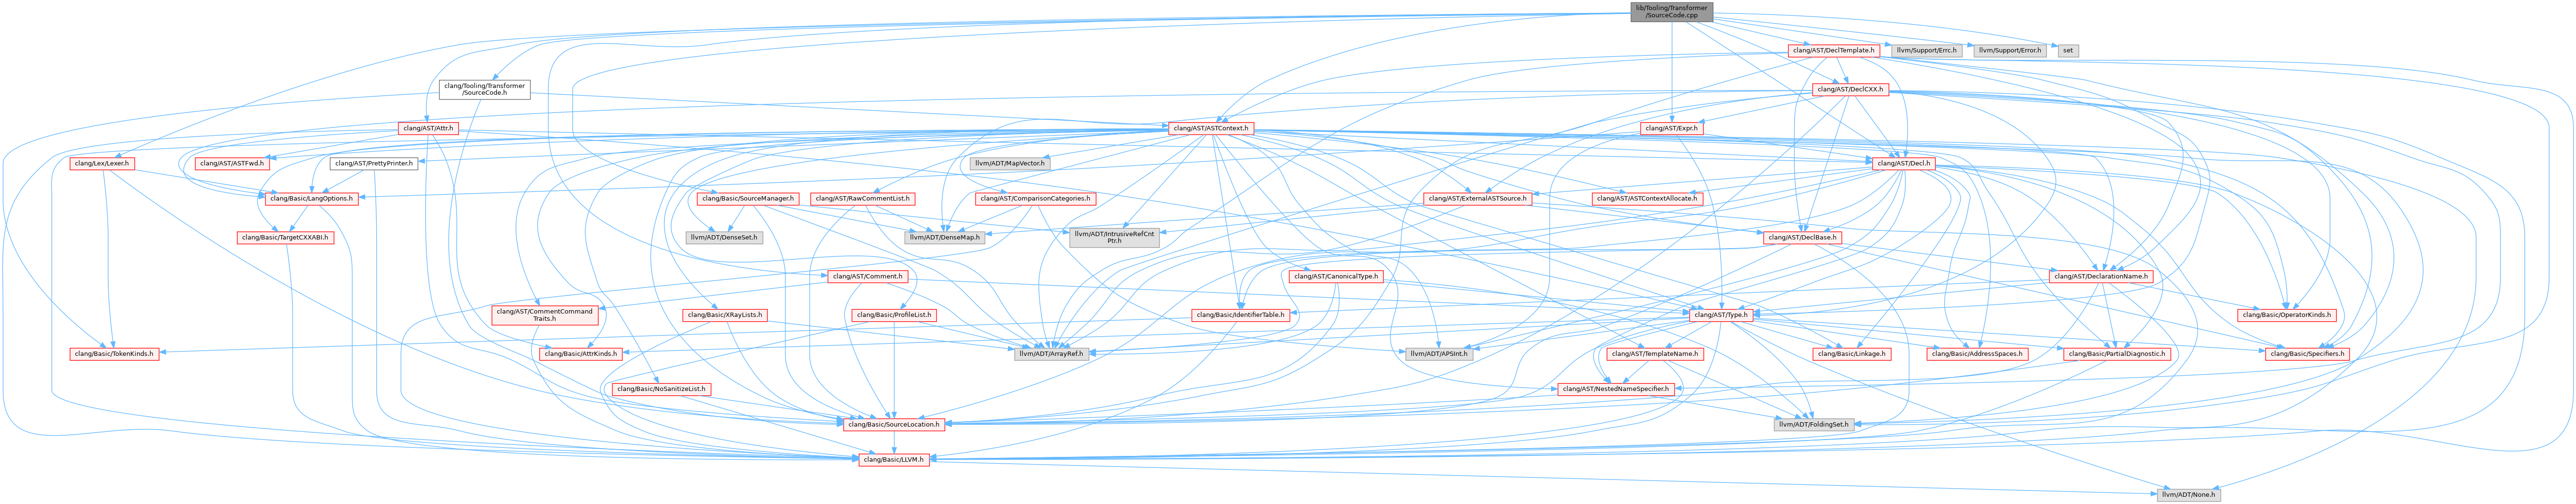 lib/Tooling/Transformer
/SourceCode.cpp
clang/AST/DeclTemplate.h
llvm/Support/Errc.h
llvm/Support/Error.h
set
clang/Tooling/Transformer
/SourceCode.h
clang/AST/DeclCXX.h
clang/AST/Attr.h
clang/AST/ASTContext.h
clang/AST/Expr.h
clang/Lex/Lexer.h
clang/AST/ASTFwd.h
clang/AST/PrettyPrinter.h
llvm/ADT/MapVector.h
clang/AST/Decl.h
clang/Basic/LangOptions.h
clang/Basic/SourceManager.h
clang/AST/RawCommentList.h
clang/AST/ComparisonCategories.h
clang/AST/ExternalASTSource.h
clang/AST/ASTContextAllocate.h
clang/Basic/TargetCXXABI.h
llvm/ADT/DenseSet.h
llvm/ADT/DenseMap.h
llvm/ADT/IntrusiveRefCnt
Ptr.h
clang/AST/DeclBase.h
clang/AST/Comment.h
clang/AST/CanonicalType.h
clang/AST/DeclarationName.h
clang/AST/CommentCommand
Traits.h
clang/Basic/XRayLists.h
clang/Basic/ProfileList.h
clang/Basic/IdentifierTable.h
clang/AST/Type.h
clang/Basic/OperatorKinds.h
clang/Basic/TokenKinds.h
clang/Basic/AttrKinds.h
llvm/ADT/ArrayRef.h
llvm/ADT/APSInt.h
clang/AST/TemplateName.h
clang/Basic/Linkage.h
clang/Basic/AddressSpaces.h
clang/Basic/PartialDiagnostic.h
clang/Basic/Specifiers.h
clang/Basic/NoSanitizeList.h
clang/AST/NestedNameSpecifier.h
clang/Basic/SourceLocation.h
llvm/ADT/FoldingSet.h
clang/Basic/LLVM.h
llvm/ADT/None.h